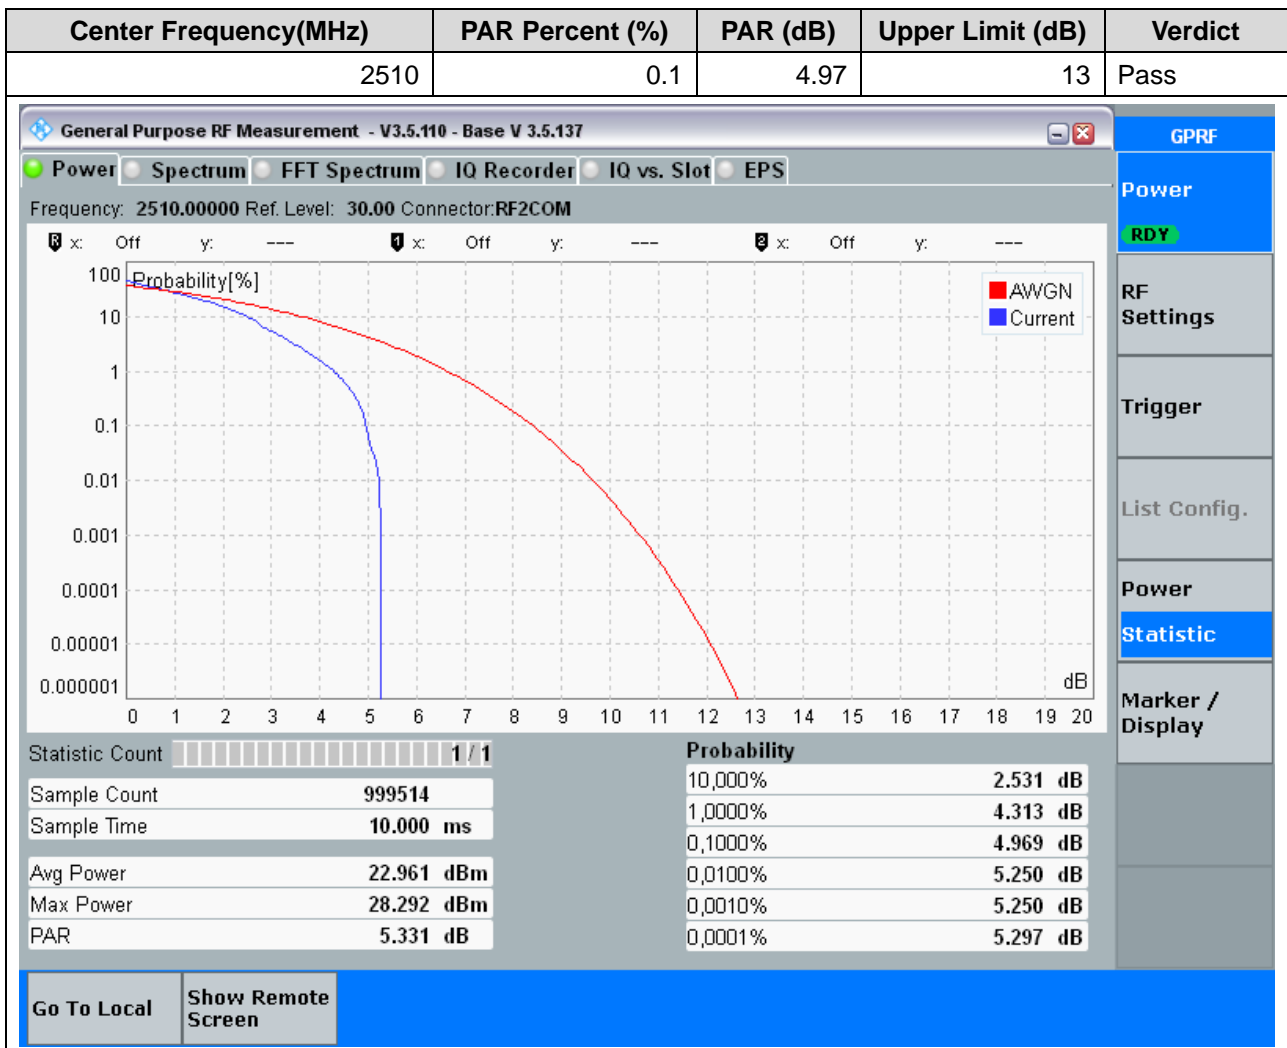 Center Frequency(MHz) PAR Percent (%) PAR (dB) Upper Limit (dB) Verdict
2510 0.1 4.97 13 Pass
General Purpose RF Measurement - V3.5.110 - Base V 3.5.137
GPRF
Power Spectrum FFT Spectrum IQ Recorder IQ vs. Slot EPS
Frequency: 2510.00000 Ref. Level: 30.00 Connector:RF2COM
R x: Off y: --- 1 x: Off y: --- 2 x: Off y: ---
Probability[%]
AWGN
Current
100
10
1
0.1
0.01
0.001
0.0001
0.00001
0.000001
dB
0 1 2 3 4 5 6 7 8 9 10 11 12 13 14 15 16 17 18 19 20
Statistic Count 1 / 1
Sample Count 999514
Sample Time 10.000 ms
Avg Power 22.961 dBm
Max Power 28.292 dBm
PAR 5.331 dB
Probability
10,000% 2.531 dB
1,0000% 4.313 dB
0,1000% 4.969 dB
0,0100% 5.250 dB
0,0010% 5.250 dB
0,0001% 5.297 dB
Power
RDY
RF
Settings
Trigger
List Config.
Power
Statistic
Marker /
Display
Go To Local
Show Remote
Screen